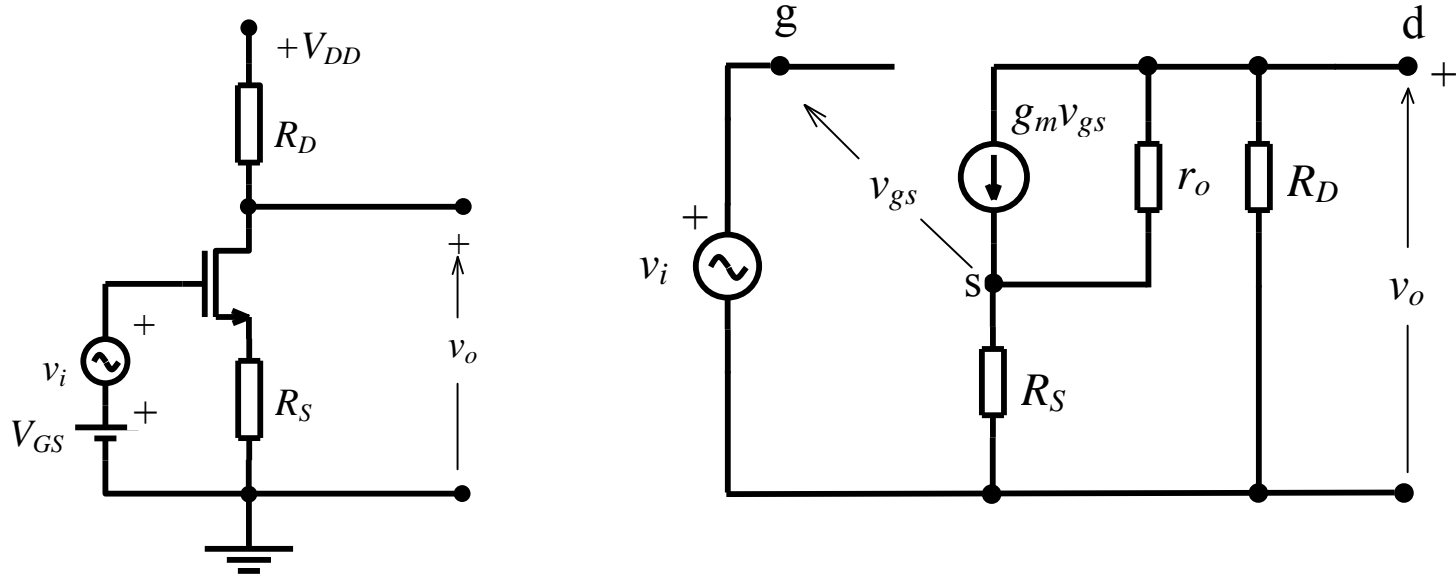 +V_DD
R_D
+
v_o
+
v_i
R_S
+
V_GS
g
d
+
g_m v_gs
v_gs
r_o
R_D
+
v_i
s
v_o
R_S